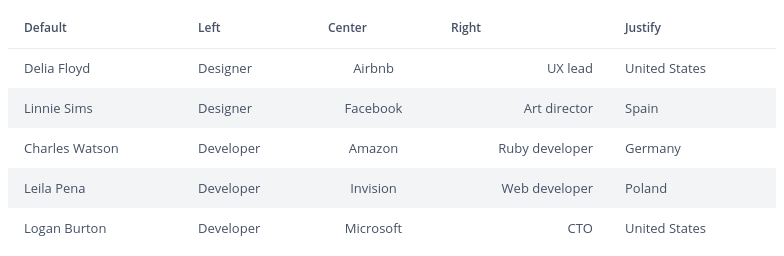 Default Left Center Right Justify
Delia Floyd Designer Airbnb UX lead United States
Linnie Sims Designer Facebook Art director Spain
Charles Watson Developer Amazon Ruby developer Germany
Leila Pena Developer Invision Web developer Poland
Logan Burton Developer Microsoft CTO United States